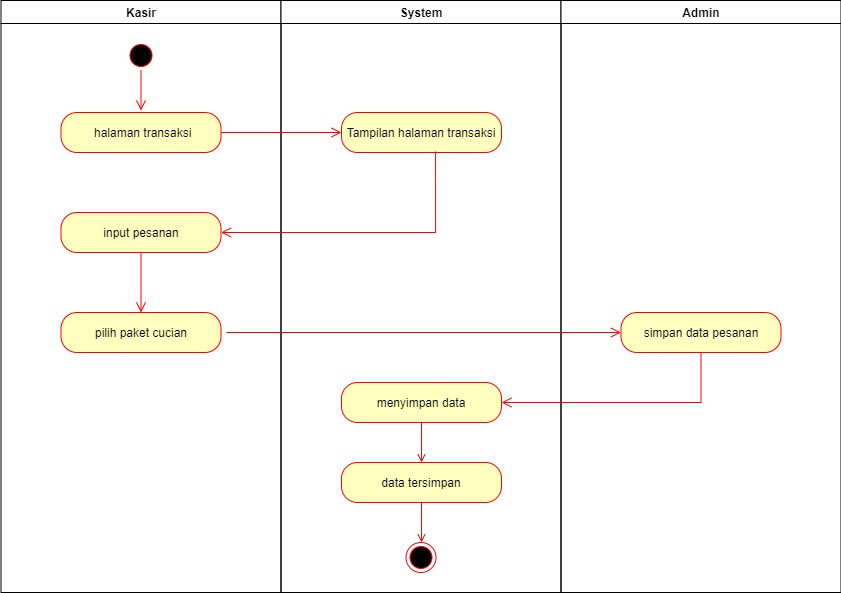 Kasir
System
Admin
halaman transaksi
Tampilan halaman transaksi
input pesanan
pilih paket cucian
simpan data pesanan
menyimpan data
data tersimpan